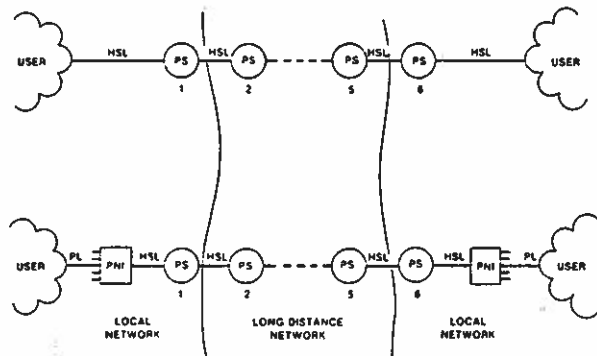 HSL HSL HSL HSL
USER PS PS PS PS USER
1 2 5 6
PL HSL HSL HSL HSL PL
USER PNI PS PS PS PS PNI USER
1 2 5 6
LOCAL NETWORK
LONG DISTANCE NETWORK
LOCAL NETWORK